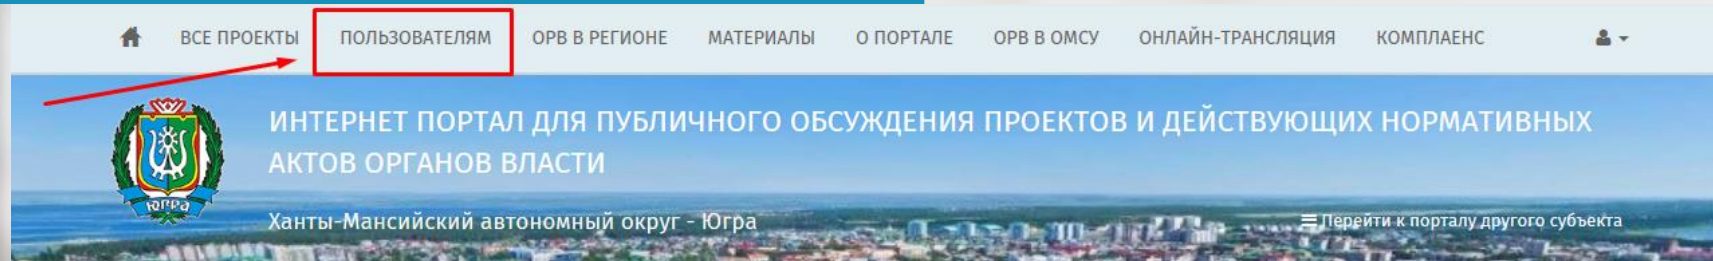 ВСЕ ПРОЕКТЫ ПОЛЬЗОВАТЕЛЯМ ОРВ В РЕГИОНЕ МАТЕРИАЛЫ О ПОРТАЛЕ ОРВ В ОМСУ ОНЛАЙН-ТРАНСЛЯЦИЯ КОМПЛАЕНС
ИНТЕРНЕТ ПОРТАЛ ДЛЯ ПУБЛИЧНОГО ОБСУЖДЕНИЯ ПРОЕКТОВ И ДЕЙСТВУЮЩИХ НОРМАТИВНЫХ
АКТОВ ОРГАНОВ ВЛАСТИ
ЮГРА
Ханты-Мансийский автономный округ - Югра
Перейти к порталу другого субъекта